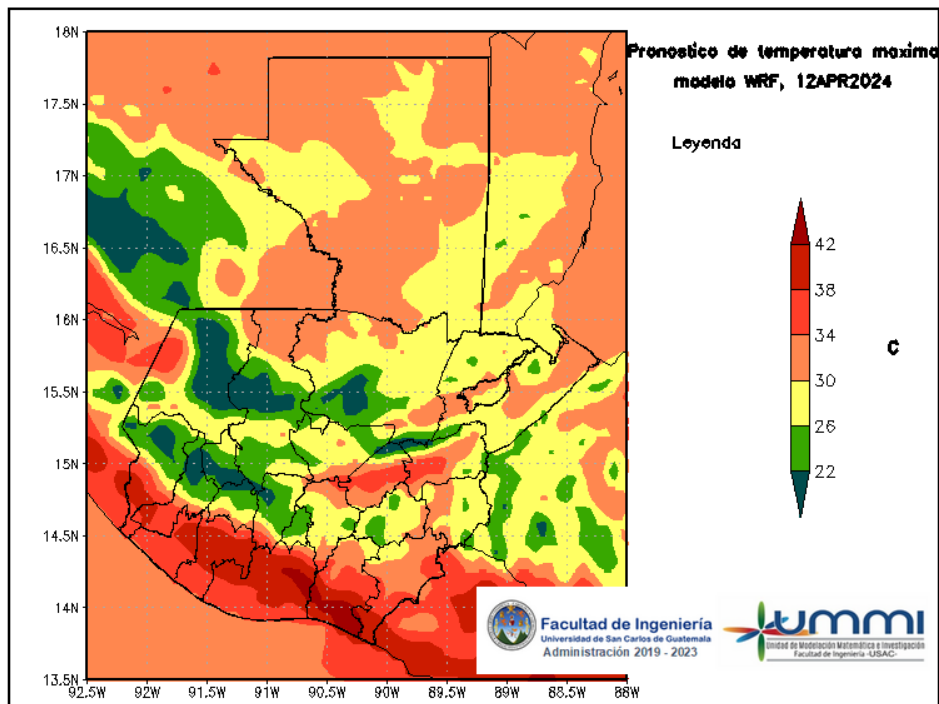 Pronostico de temperatura maxima
modelo WRF, 12APR2024
Leyenda
18N
17.5N
17N
16.5N
16N
15.5N
15N
14.5N
14N
13.5N
92.5W
92W
91.5W
91W
90.5W
90W
89.5W
89W
88.5W
88W
42
38
34
30
26
22
C
Facultad de Ingeniería
Universidad de San Carlos de Guatemala
Administración 2019 - 2023
ummi
Unidad de Modelación Matemática e Investigación
Facultad de Ingeniería -USAC-